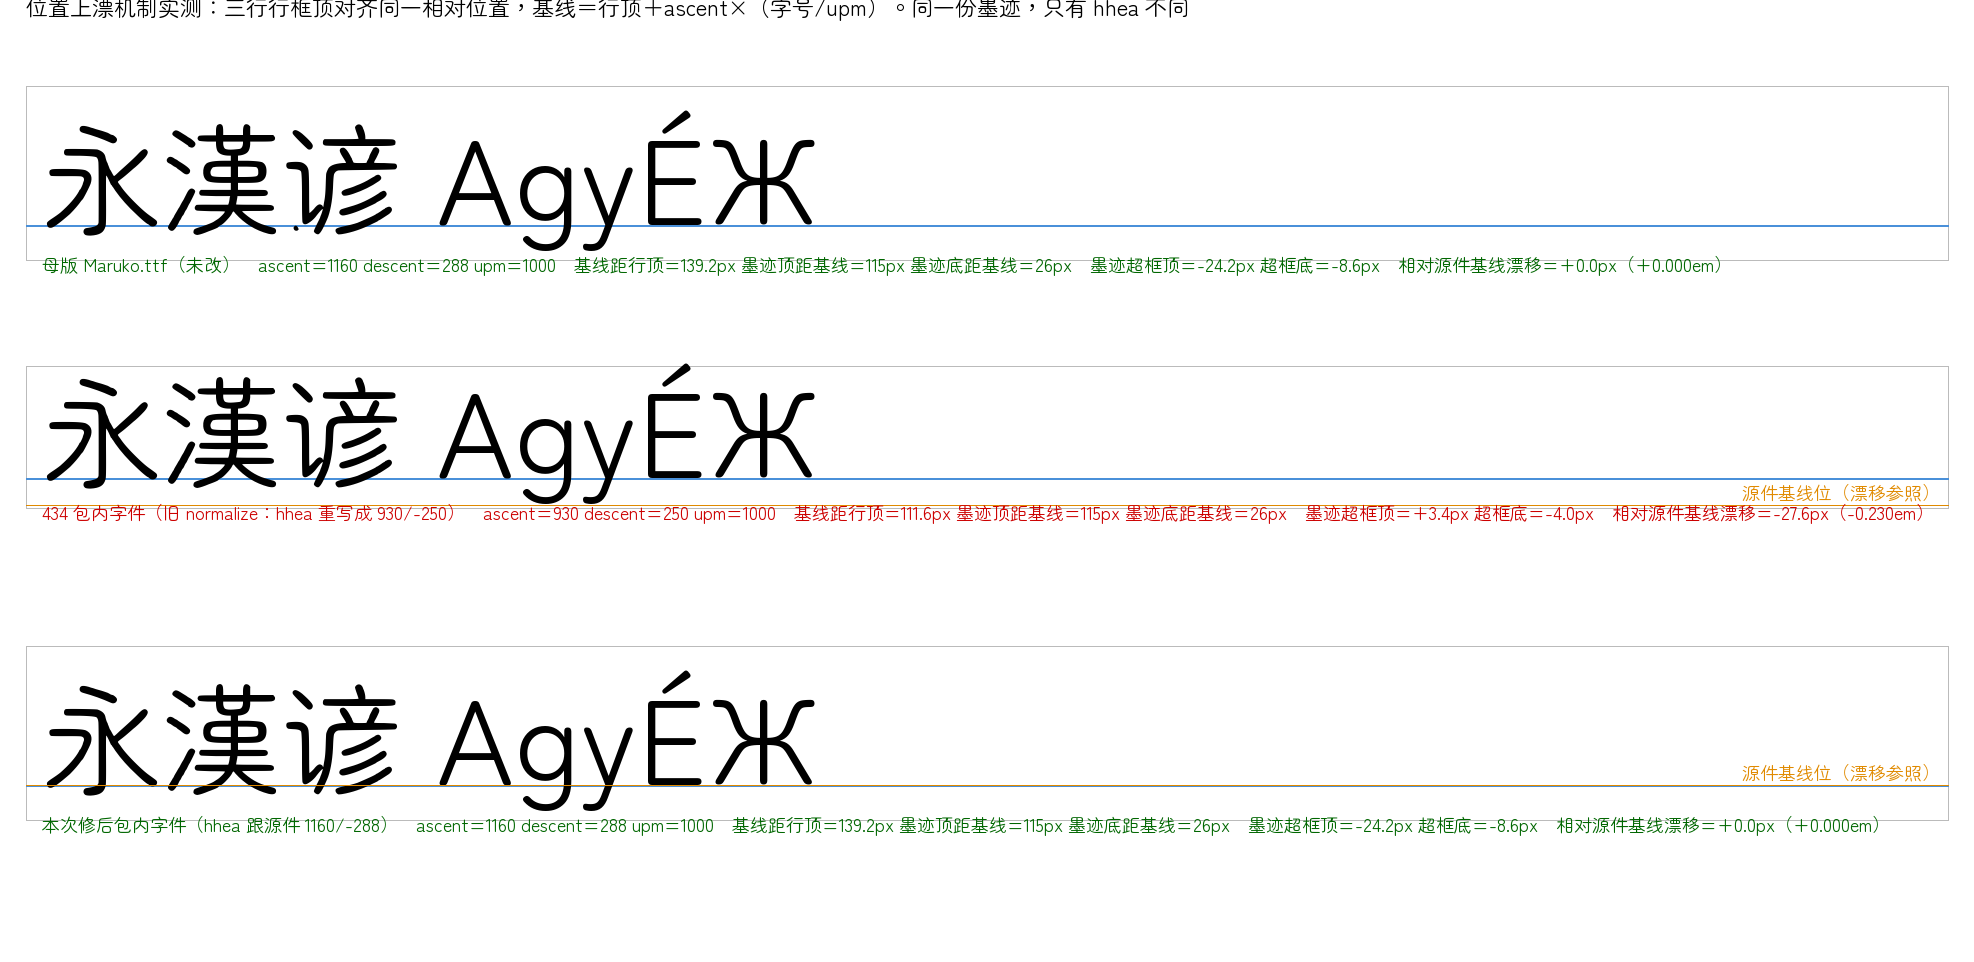 位置上漂机制实测：三行行框顶对齐同一相对位置，基线＝行顶＋ascent×（字号/upm）。同一份墨迹，只有 hhea 不同
永漢谚 AgyÉЖ
母版 Maruko.ttf（未改） ascent=1160 descent=288 upm=1000 基线距行顶=139.2px 墨迹顶距基线=115px 墨迹底距基线=26px 墨迹超框顶=-24.2px 超框底=-8.6px 相对源件基线漂移=+0.0px（+0.000em）
永漢谚 AgyÉЖ
源件基线位（漂移参照）
434 包内字件（旧 normalize：hhea 重写成 930/-250） ascent=930 descent=250 upm=1000 基线距行顶=111.6px 墨迹顶距基线=115px 墨迹底距基线=26px 墨迹超框顶=+3.4px 超框底=-4.0px 相对源件基线漂移=-27.6px（-0.230em）
永漢谚 AgyÉЖ
源件基线位（漂移参照）
本次修后包内字件（hhea 跟源件 1160/-288） ascent=1160 descent=288 upm=1000 基线距行顶=139.2px 墨迹顶距基线=115px 墨迹底距基线=26px 墨迹超框顶=-24.2px 超框底=-8.6px 相对源件基线漂移=+0.0px（+0.000em）